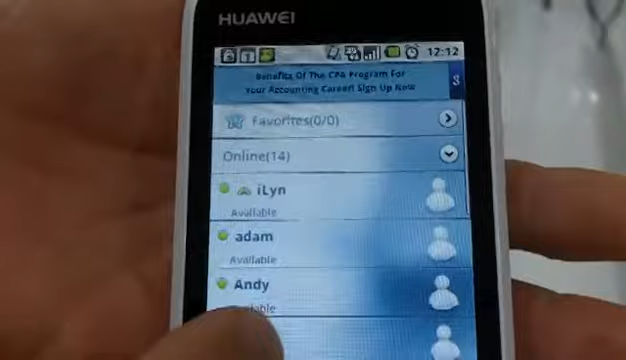 HUAWEI
12:12
Benefits Of The CPA Program For
Your Accounting Career! Sign Up Now
Favorites(0/0)
Online(14)
iLyn
Available
adam
Available
Andy